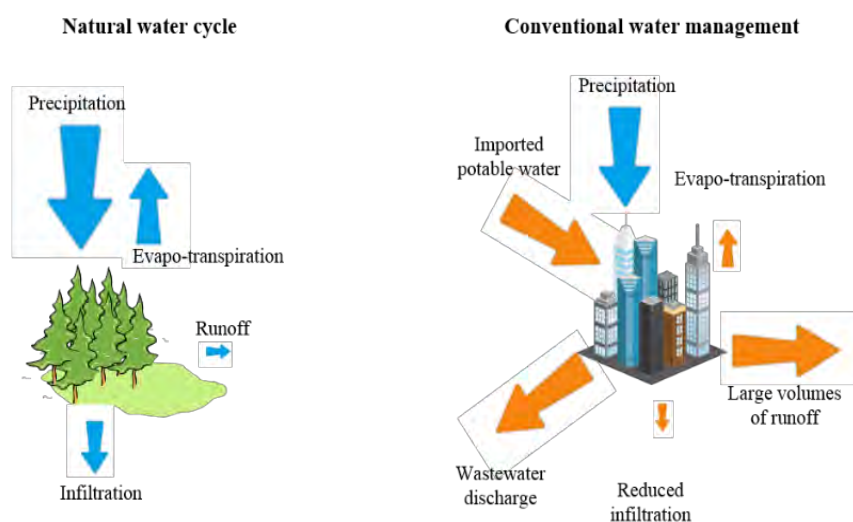 Natural water cycle
Precipitation
Evapo-transpiration
Runoff
Infiltration
Conventional water management
Precipitation
Imported
potable water
Evapo-transpiration
Large volumes
of runoff
Wastewater
discharge
Reduced
infiltration